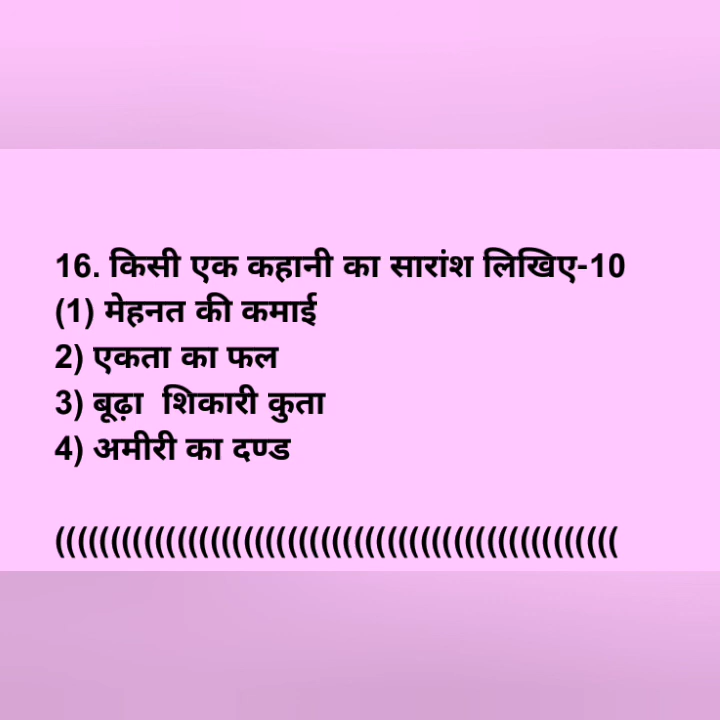 16. किसी एक कहानी का सारांश लिखिए-10
(1) मेहनत की कमाई
2) एकता का फल
3) बूढ़ा शिकारी कुता
4) अमीरी का दण्ड
(((((((((((((((((((((((((((((((((((((((((((((((((((